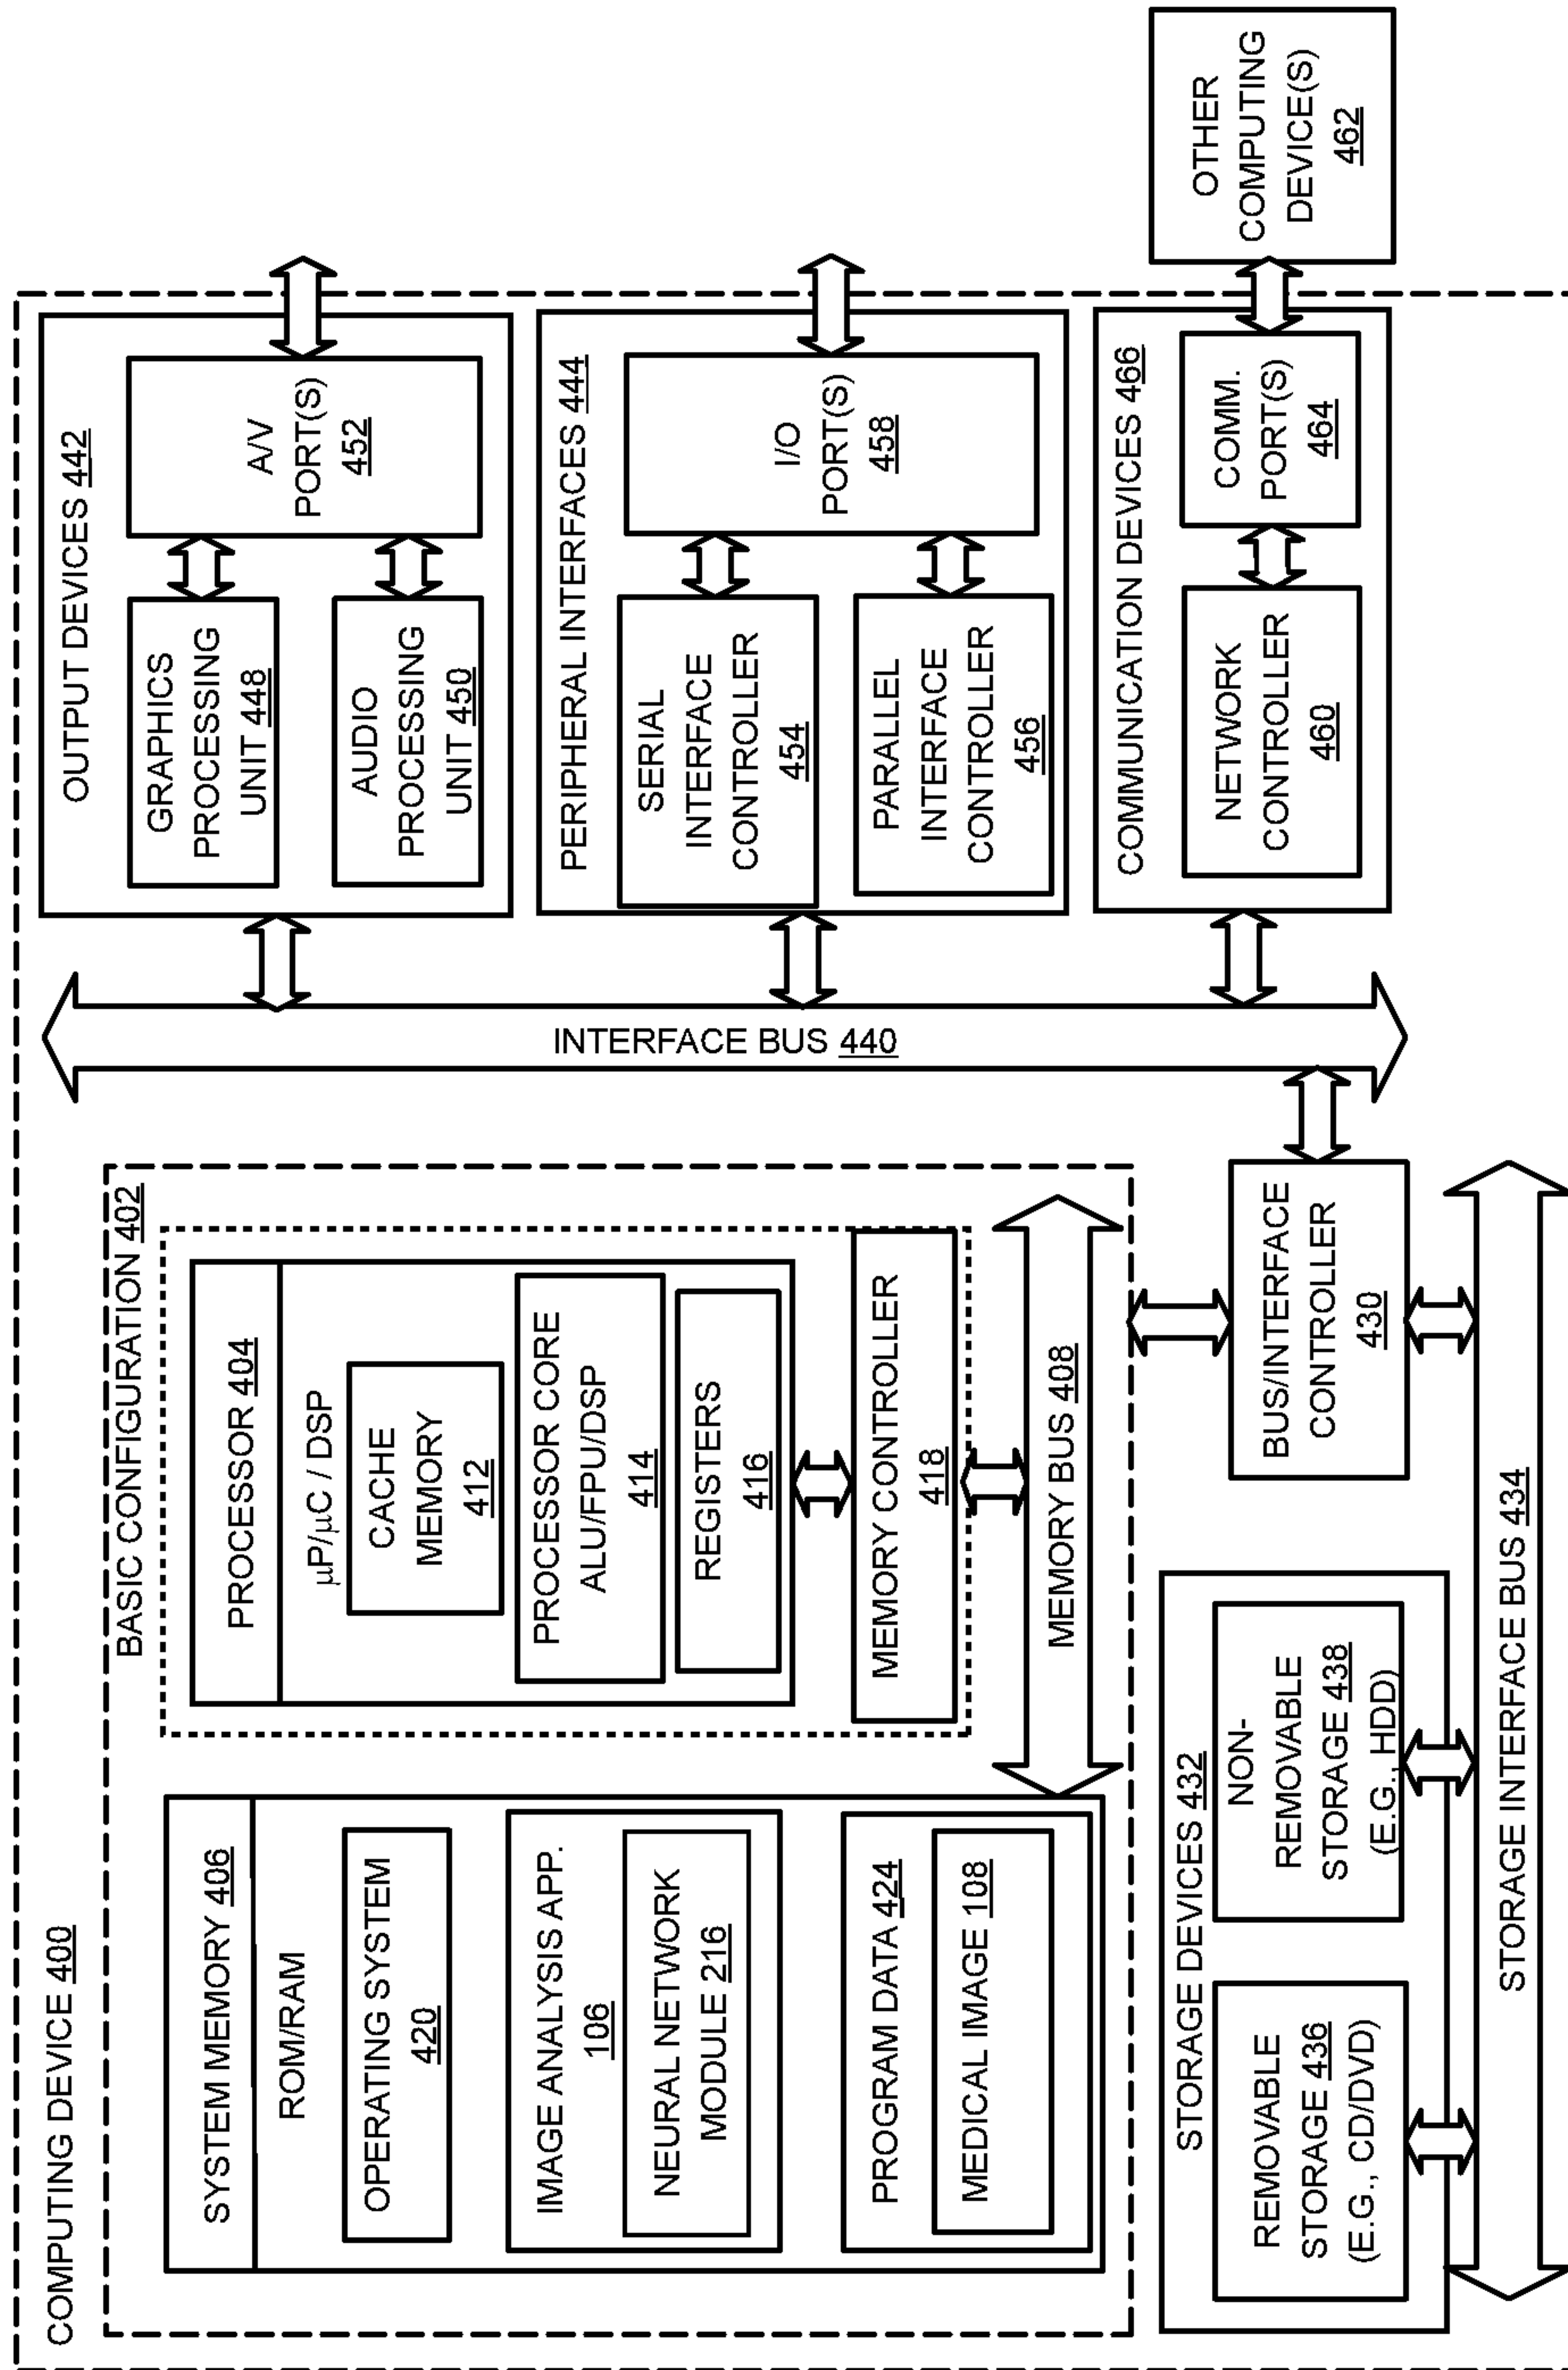 COMPUTING DEVICE 400
BASIC CONFIGURATION 402
SYSTEM MEMORY 406
ROM/RAM
OPERATING SYSTEM
420
IMAGE ANALYSIS APP.
106
NEURAL NETWORK
MODULE 216
PROGRAM DATA 424
MEDICAL IMAGE 108
PROCESSOR 404
µP/µC / DSP
CACHE
MEMORY
412
PROCESSOR CORE
ALU/FPU/DSP
414
REGISTERS
416
MEMORY CONTROLLER
418
MEMORY BUS 408
BUS/INTERFACE
CONTROLLER
430
STORAGE DEVICES 432
REMOVABLE
STORAGE 436
(E.G., CD/DVD)
NON-
REMOVABLE
STORAGE 438
(E.G., HDD)
STORAGE INTERFACE BUS 434
INTERFACE BUS 440
OUTPUT DEVICES 442
GRAPHICS
PROCESSING
UNIT 448
AUDIO
PROCESSING
UNIT 450
A/V
PORT(S)
452
PERIPHERAL INTERFACES 444
SERIAL
INTERFACE
CONTROLLER
454
PARALLEL
INTERFACE
CONTROLLER
456
I/O
PORT(S)
458
COMMUNICATION DEVICES 466
NETWORK
CONTROLLER
460
COMM.
PORT(S)
464
OTHER
COMPUTING
DEVICE(S)
462